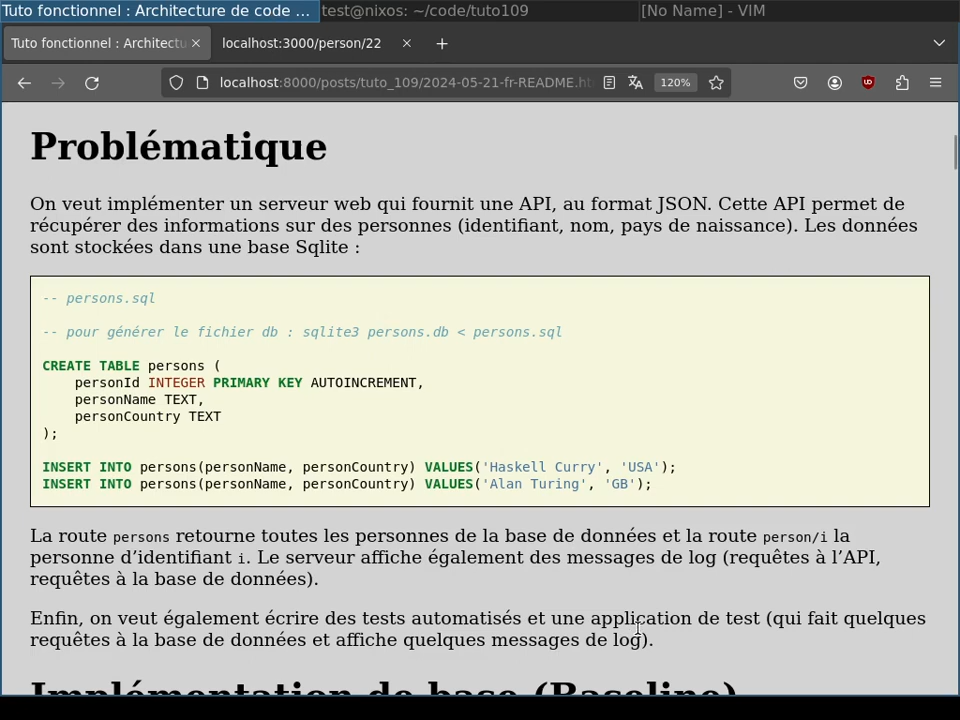 Tuto fonctionnel : Architecture de code ... test@nixos: ~/code/tuto109 [No Name] - VIM
Tuto fonctionnel : Architectu localhost:3000/person/22
localhost:8000/posts/tuto_109/2024-05-21-fr-README.ht 120%
Problématique
On veut implémenter un serveur web qui fournit une API, au format JSON. Cette API permet de
récupérer des informations sur des personnes (identifiant, nom, pays de naissance). Les données
sont stockées dans une base Sqlite :
-- persons.sql
-- pour générer le fichier db : sqlite3 persons.db < persons.sql
CREATE TABLE persons (
    personId INTEGER PRIMARY KEY AUTOINCREMENT,
    personName TEXT,
    personCountry TEXT
);
INSERT INTO persons(personName, personCountry) VALUES('Haskell Curry', 'USA');
INSERT INTO persons(personName, personCountry) VALUES('Alan Turing', 'GB');
La route persons retourne toutes les personnes de la base de données et la route person/i la
personne d’identifiant i. Le serveur affiche également des messages de log (requêtes à l’API,
requêtes à la base de données).
Enfin, on veut également écrire des tests automatisés et une application de test (qui fait quelques
requêtes à la base de données et affiche quelques messages de log).
Implémentation de base (Baseline)